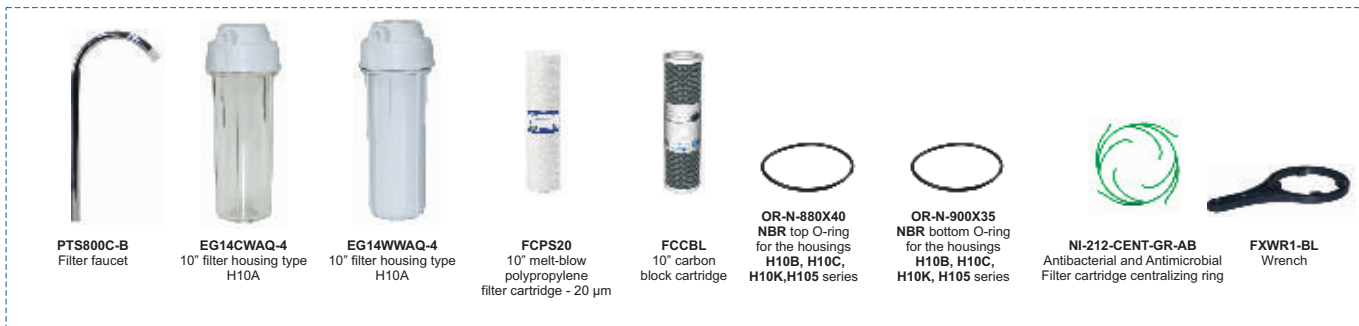 PTS800C-B
Filter faucet
EG14CWAQ-4
10” filter housing type
H10A
EG14WWAQ-4
10” filter housing type
H10A
FCPS20
10” melt-blow
polypropylene
filter cartridge - 20 µm
FCCBL
10” carbon
block cartridge
OR-N-880X40
NBR top O-ring
for the housings
H10B, H10C,
H10K,H105 series
OR-N-900X35
NBR bottom O-ring
for the housings
H10B, H10C,
H10K, H105 series
NI-212-CENT-GR-AB
Antibacterial and Antimicrobial
Filter cartridge centralizing ring
FXWR1-BL
Wrench